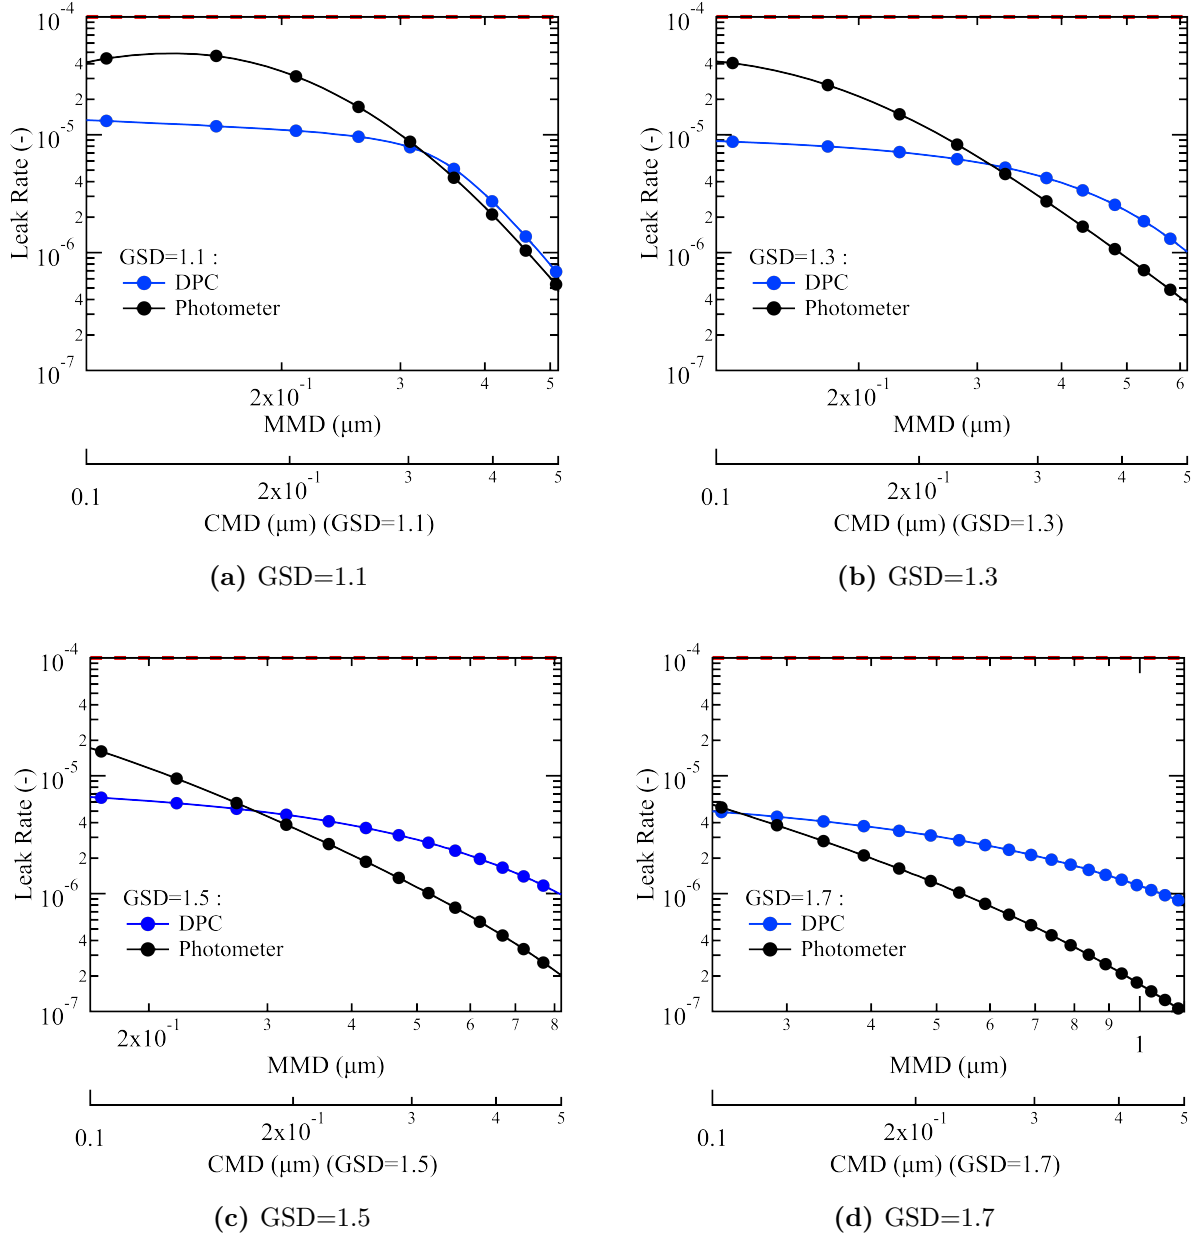 10-4
4
2
10-5
4
2
10-6
4
2
10-7
Leak Rate (-)
GSD=1.1 :
DPC
Photometer
2x10-1 3 4 5
MMD (μm)
0.1 2x10-1 3 4 5
CMD (μm) (GSD=1.1)
(a) GSD=1.1
10-4
4
2
10-5
4
2
10-6
4
2
10-7
Leak Rate (-)
GSD=1.3 :
DPC
Photometer
2x10-1 3 4 5 6
MMD (μm)
0.1 2x10-1 3 4 5
CMD (μm) (GSD=1.3)
(b) GSD=1.3
10-4
4
2
10-5
4
2
10-6
4
2
10-7
Leak Rate (-)
GSD=1.5 :
DPC
Photometer
2x10-1 3 4 5 6 7 8
MMD (μm)
0.1 2x10-1 3 4 5
CMD (μm) (GSD=1.5)
(c) GSD=1.5
10-4
4
2
10-5
4
2
10-6
4
2
10-7
Leak Rate (-)
GSD=1.7 :
DPC
Photometer
3 4 5 6 7 8 9 1
MMD (μm)
0.1 2x10-1 3 4 5
CMD (μm) (GSD=1.7)
(d) GSD=1.7